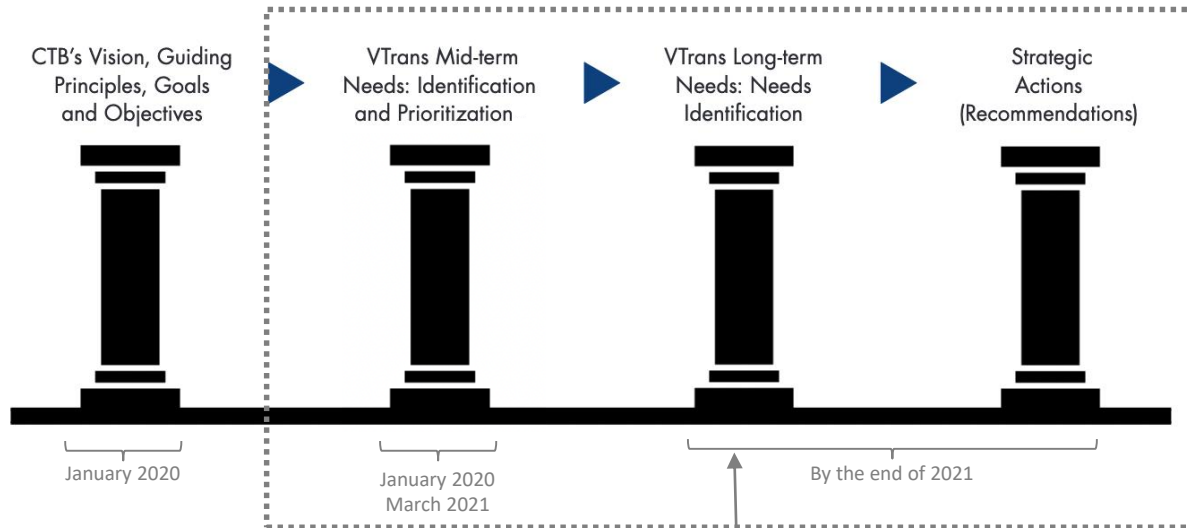 CTB's Vision, Guiding
Principles, Goals
and Objectives
VTrans Mid-term
Needs: Identification
and Prioritization
VTrans Long-term
Needs: Needs
Identification
Strategic
Actions
(Recommendations)
January 2020
January 2020
March 2021
By the end of 2021